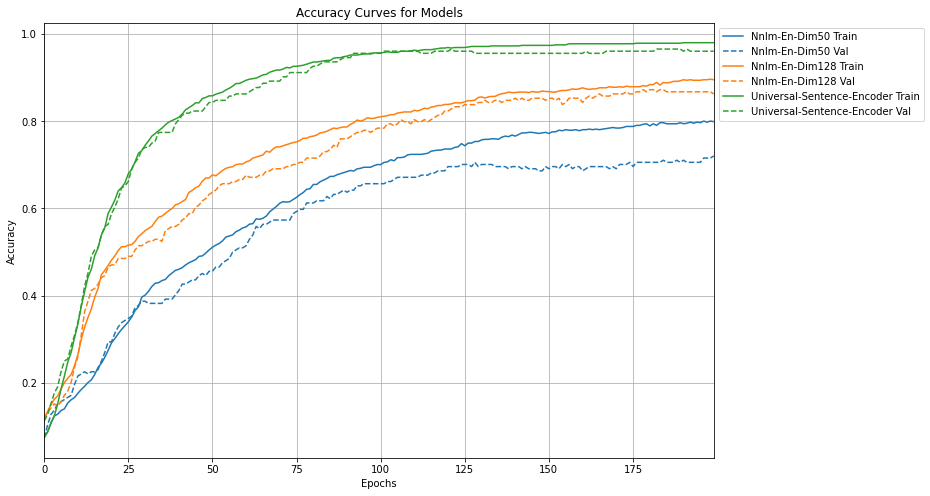 Accuracy Curves for Models
1.0
0.8
0.6
0.4
0.2
Accuracy
0
25
50
75
100
125
150
175
Epochs
Nnlm-En-Dim50 Train
Nnlm-En-Dim50 Val
Nnlm-En-Dim128 Train
Nnlm-En-Dim128 Val
Universal-Sentence-Encoder Train
Universal-Sentence-Encoder Val